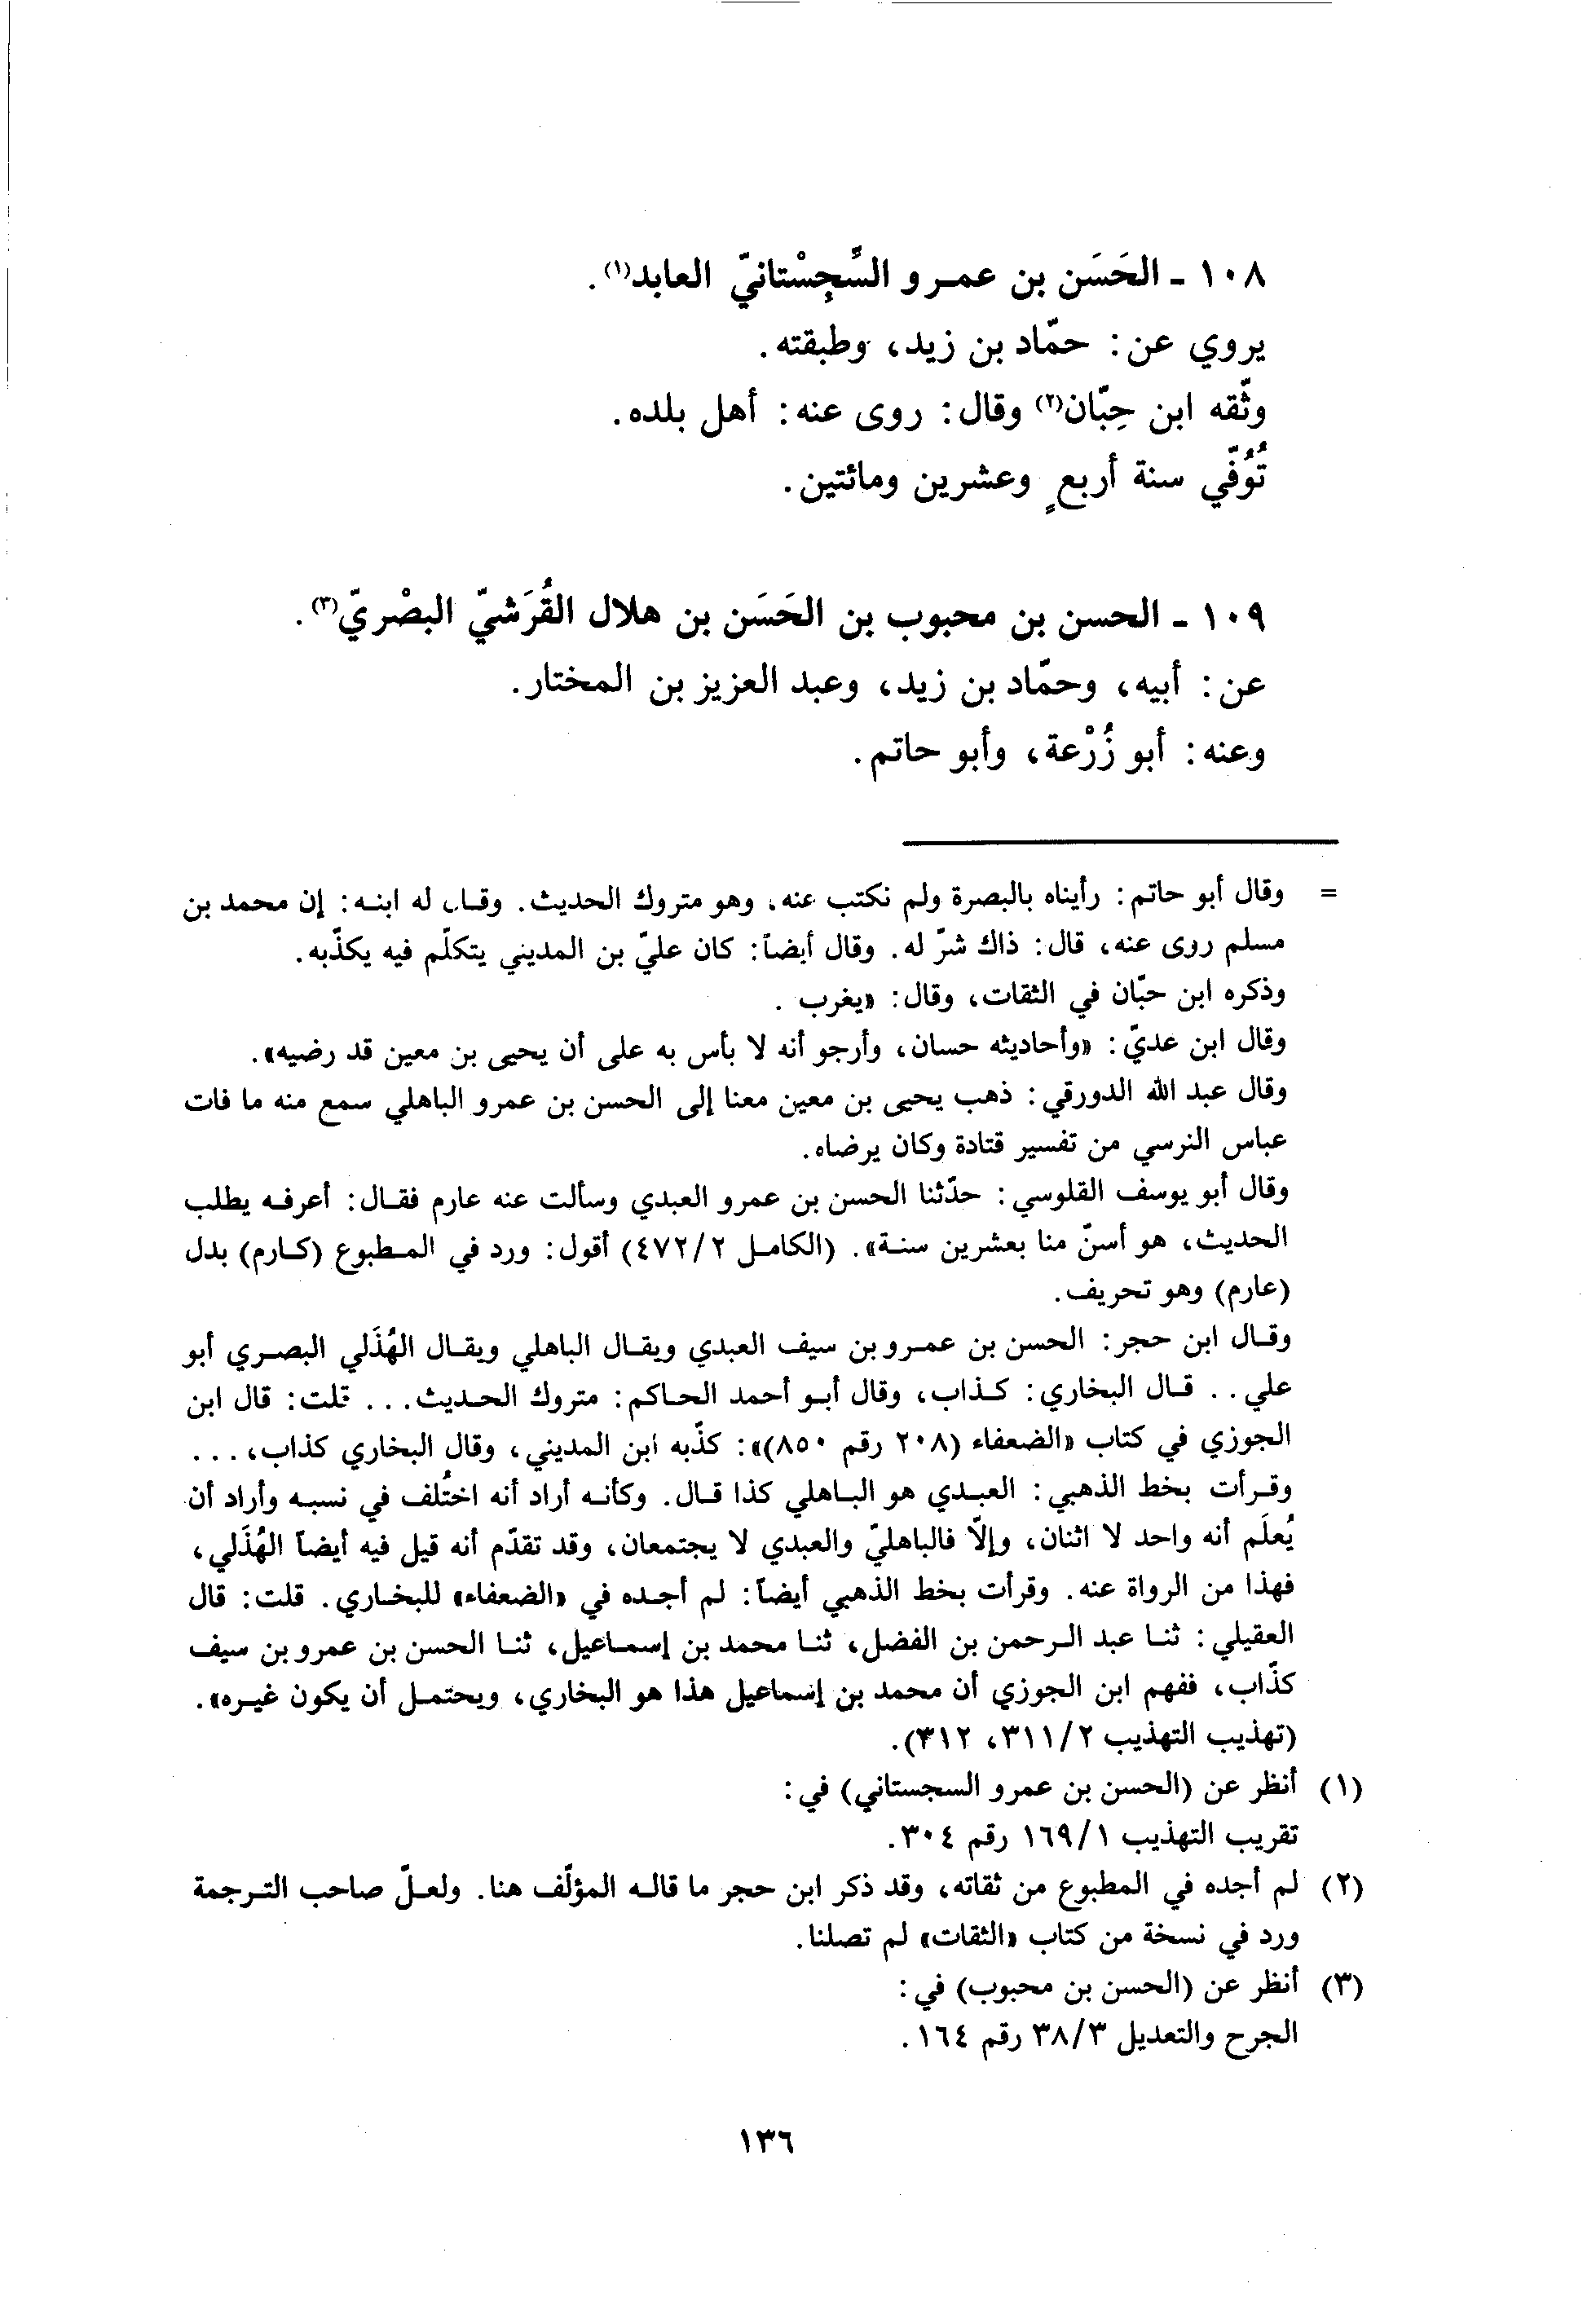 ١٠٨ - الحَسَن بن عمرو السِّجِسْتانيّ العابد(١).
يروي عن: حمّاد بن زيد، وطبقته.
وثّقه ابن حِبّان(٢) وقال: روى عنه: أهل بلده.
تُوُفّي سنة أربعٍ وعشرين ومائتين.
١٠٩ - الحسن بن محبوب بن الحَسَن بن هلال القُرَشيّ البصْريّ(٣).
عن: أبيه، وحمّاد بن زيد، وعبد العزيز بن المختار.
وعنه: أبو زُرْعة، وأبو حاتم.
= وقال أبو حاتم: رأيناه بالبصرة ولم نكتب عنه، وهو متروك الحديث. وقال له ابنه: إن محمد بن
مسلم روى عنه، قال: ذاك شرّ له. وقال أيضاً: كان عليّ بن المديني يتكلّم فيه يكذّبه.
وذكره ابن حبّان في الثقات، وقال: «يغرب .
وقال ابن عديّ: «وأحاديثه حسان، وأرجو أنه لا بأس به على أن يحيى بن معين قد رضيه».
وقال عبد الله الدورقي: ذهب يحيى بن معين معنا إلى الحسن بن عمرو الباهلي سمع منه ما فات
عباس النرسي من تفسير قتادة وكان يرضاه.
وقال أبو يوسف القلوسي: حدّثنا الحسن بن عمرو العبدي وسألت عنه عارم فقال: أعرفه يطلب
الحديث، هو أسنّ منا بعشرين سنة». (الكامل ٤٧٢/٢) أقول: ورد في المطبوع (كارم) بدل
(عارم) وهو تحريف.
وقال ابن حجر: الحسن بن عمرو بن سيف العبدي ويقال الباهلي ويقال الهُذَلي البصري أبو
علي.. قال البخاري: كذاب، وقال أبو أحمد الحاكم: متروك الحديث... قلت: قال ابن
الجوزي في كتاب «الضعفاء (٢٠٨ رقم ٨٥٠)»: كذّبه ابن المديني، وقال البخاري كذاب، ...
وقرأت بخط الذهبي: العبدي هو الباهلي كذا قال. وكأنه أراد أنه اختُلف في نسبه وأراد أن
يُعلَم أنه واحد لا اثنان، وإلّا فالباهليّ والعبدي لا يجتمعان، وقد تقدّم أنه قيل فيه أيضاً الهُذَلي،
فهذا من الرواة عنه. وقرأت بخط الذهبي أيضاً: لم أجده في «الضعفاء» للبخاري. قلت: قال
العقيلي: ثنا عبد الرحمن بن الفضل، ثنا محمد بن إسماعيل، ثنا الحسن بن عمرو بن سيف
كذّاب، ففهم ابن الجوزي أن محمد بن إسماعيل هذا هو البخاري، ويحتمل أن يكون غيره».
(تهذيب التهذيب ٣١١/٢، ٣١٢).
(١) أنظر عن (الحسن بن عمرو السجستاني) في:
تقريب التهذيب ١٦٩/١ رقم ٣٠٤.
(٢) لم أجده في المطبوع من ثقاته، وقد ذكر ابن حجر ما قاله المؤلّف هنا. ولعلّ صاحب الترجمة
ورد في نسخة من كتاب «الثقات» لم تصلنا.
(٣) أنظر عن (الحسن بن محبوب) في:
الجرح والتعديل ٣٨/٣ رقم ١٦٤.
١٣٦